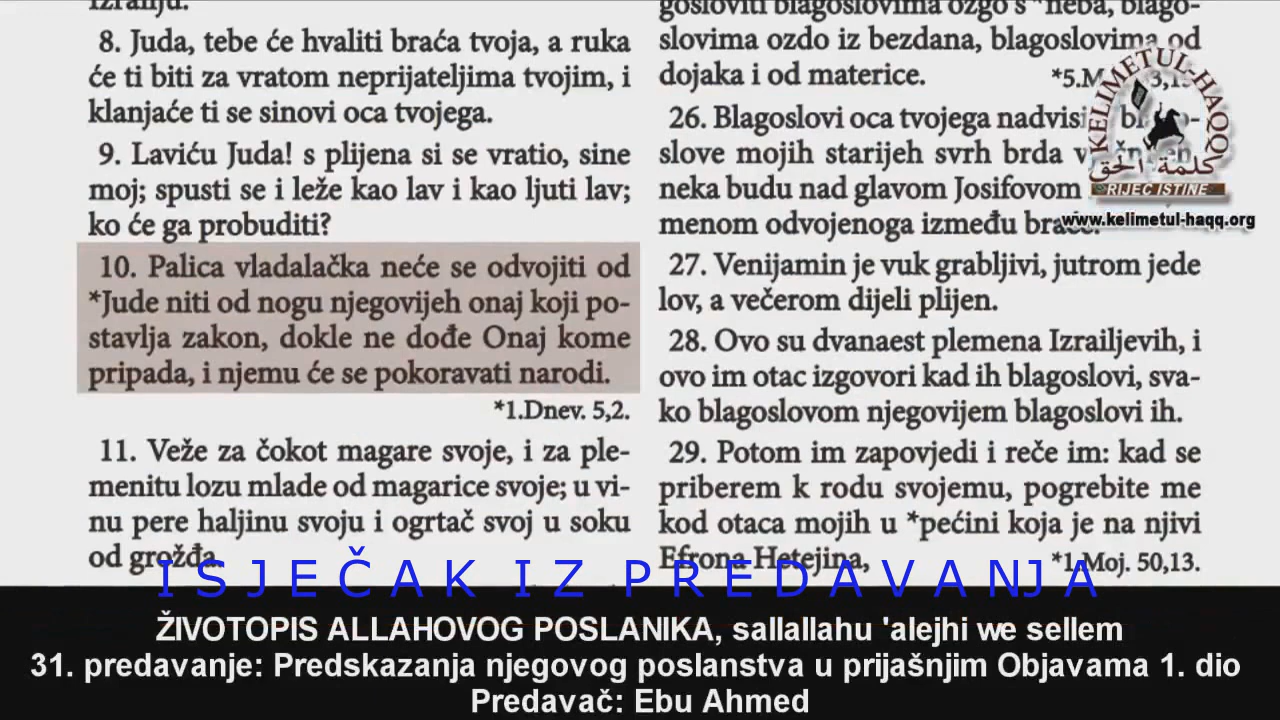 Izrailju.
8. Juda, tebe će hvaliti braća tvoja, a ruka
će ti biti za vratom neprijateljima tvojim, i
klanjaće ti se sinovi oca tvojega.
9. Laviću Juda! s plijena si se vratio, sine
moj; spusti se i leže kao lav i kao ljuti lav;
ko će ga probuditi?
10. Palica vladalačka neće se odvojiti od
*Jude niti od nogu njegovijeh onaj koji po-
stavlja zakon, dokle ne dođe Onaj kome
pripada, i njemu će se pokoravati narodi.
*1.Dnev. 5,2.
11. Veže za čokot magare svoje, i za ple-
menitu lozu mlade od magarice svoje; u vi-
nu pere haljinu svoju i ogrtač svoj u soku
od grožđa.
gosloviti blagoslovima ozgo s *neba, blago-
slovima ozdo iz bezdana, blagoslovima od
dojaka i od materice.
26. Blagoslovi oca tvojega
slove mojih starijeh svrh brda
neka budu nad glavom Josifovom
menom odvojenoga između braće.
27. Venijamin je vuk grabljivi, jutrom jede
lov, a večerom dijeli plijen.
28. Ovo su dvanaest plemena Izrailjevih, i
ovo im otac izgovori kad ih blagoslovi, sva-
ko blagoslovom njegovijem blagoslovi ih.
29. Potom im zapovjedi i reče im: kad se
priberem k rodu svojemu, pogrebite me
kod otaca mojih u *pećini koja je na njivi
Efrona Hetejina,
*1.Moj. 50,13.
KELIMETUL-HAQQ
كلمة الحق
RIJEC ISTINE
www.kelimetul-haqq.org
ISJEČAK IZ PREDAVANJA
ŽIVOTOPIS ALLAHOVOG POSLANIKA, sallallahu 'alejhi we sellem
31. predavanje: Predskazanja njegovog poslanstva u prijašnjim Objavama 1. dio
Predavač: Ebu Ahmed